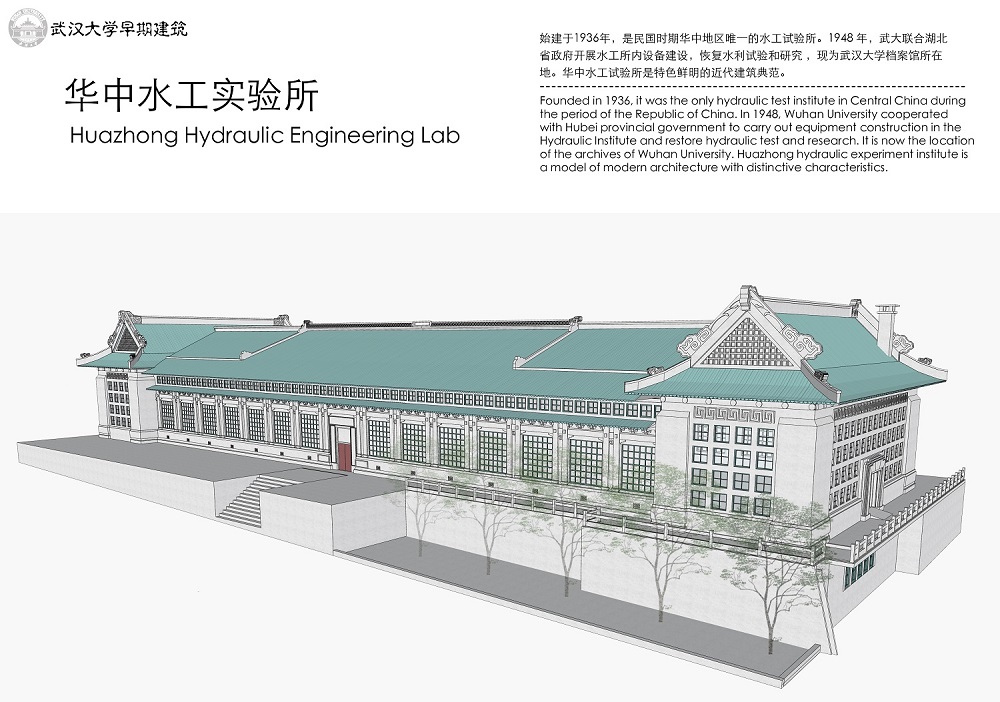 武汉大学早期建筑
华中水工实验所
Huazhong Hydraulic Engineering Lab
始建于1936年，是民国时期华中地区唯一的水工试验所。1948 年，武大联合湖北
省政府开展水工所内设备建设，恢复水利试验和研究 ，现为武汉大学档案馆所在
地。华中水工试验所是特色鲜明的近代建筑典范。
Founded in 1936, it was the only hydraulic test institute in Central China during
the period of the Republic of China. In 1948, Wuhan University cooperated
with Hubei provincial government to carry out equipment construction in the
Hydraulic Institute and restore hydraulic test and research. It is now the location
of the archives of Wuhan University. Huazhong hydraulic experiment institute is
a model of modern architecture with distinctive characteristics.